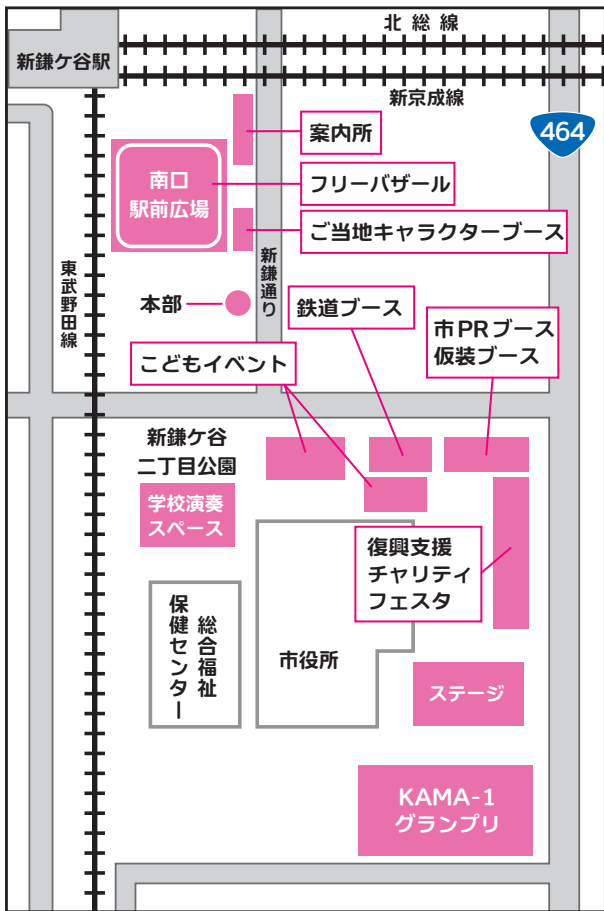 北総線
新鎌ケ谷駅
新京成線
464
案内所
南口
駅前広場
フリーバザール
ご当地キャラクターブース
東武野田線
新鎌通り
本部
鉄道ブース
市PRブース
仮装ブース
こどもイベント
新鎌ケ谷
二丁目公園
学校演奏
スペース
復興支援
チャリティ
フェスタ
総合福祉
保健センター
市役所
ステージ
KAMA-1
グランプリ